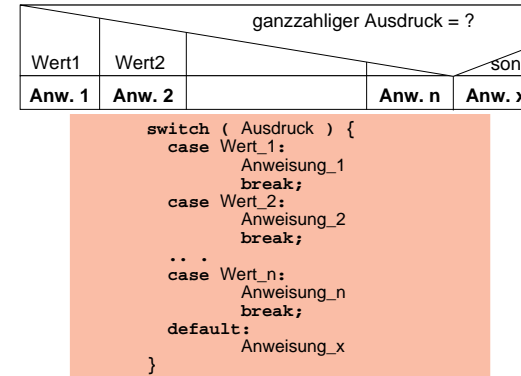 ganzzahliger Ausdruck = ?
Wert1 Wert2
Anw. 1 Anw. 2 Anw. n Anw. x
switch ( Ausdruck ) {
case Wert_1:
Anweisung_1
break;
case Wert_2:
Anweisung_2
break;
.. .
case Wert_n:
Anweisung_n
break;
default:
Anweisung_x
}